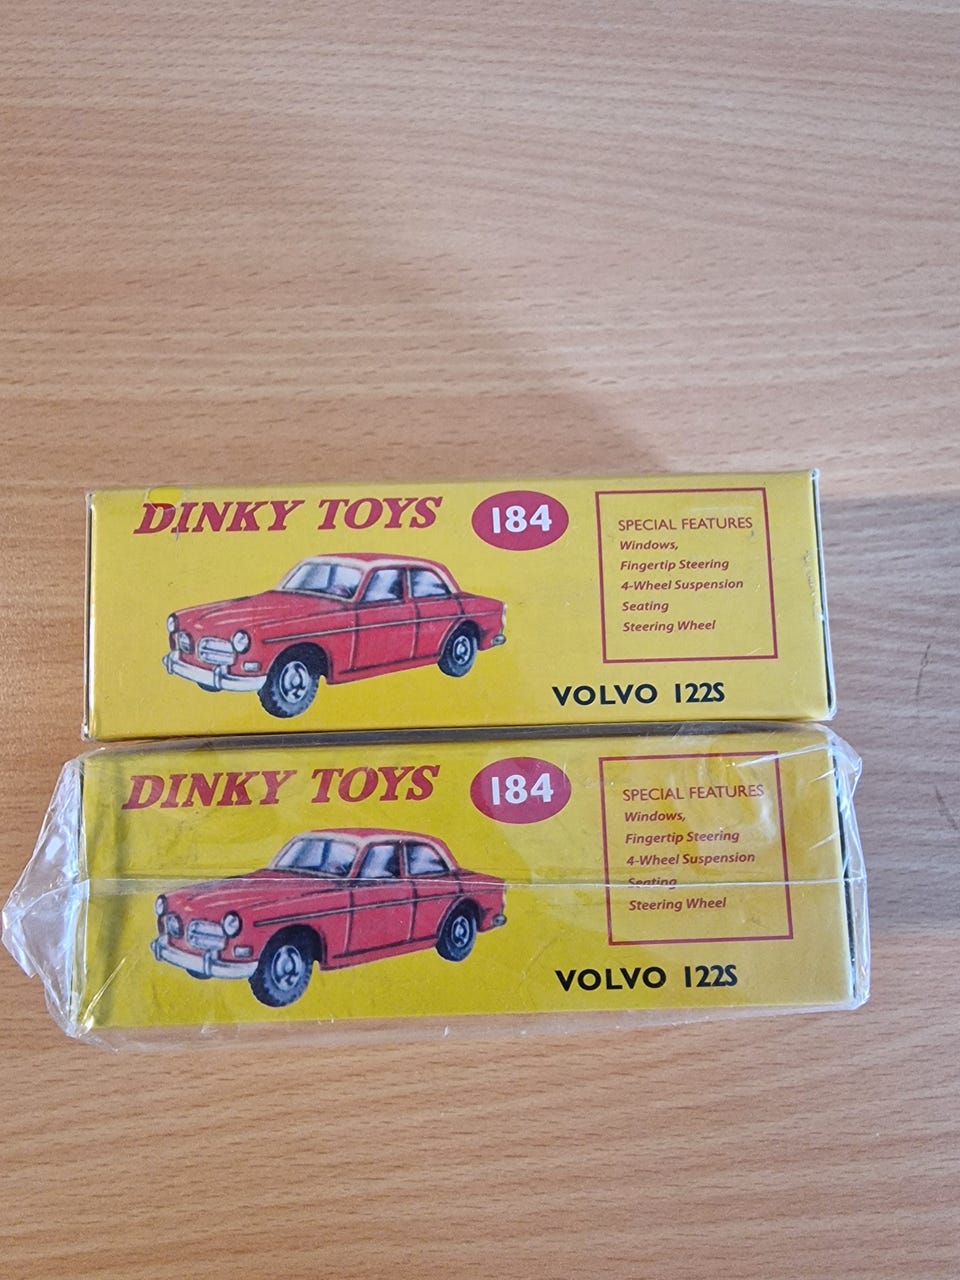 DINKY TOYS
184
SPECIAL FEATURES
Windows,
Fingertip Steering
4-Wheel Suspension
Seating
Steering Wheel
VOLVO 122S
DINKY TOYS
184
SPECIAL FEATURES
Windows,
Fingertip Steering
4-Wheel Suspension
Seating
Steering Wheel
VOLVO 122S